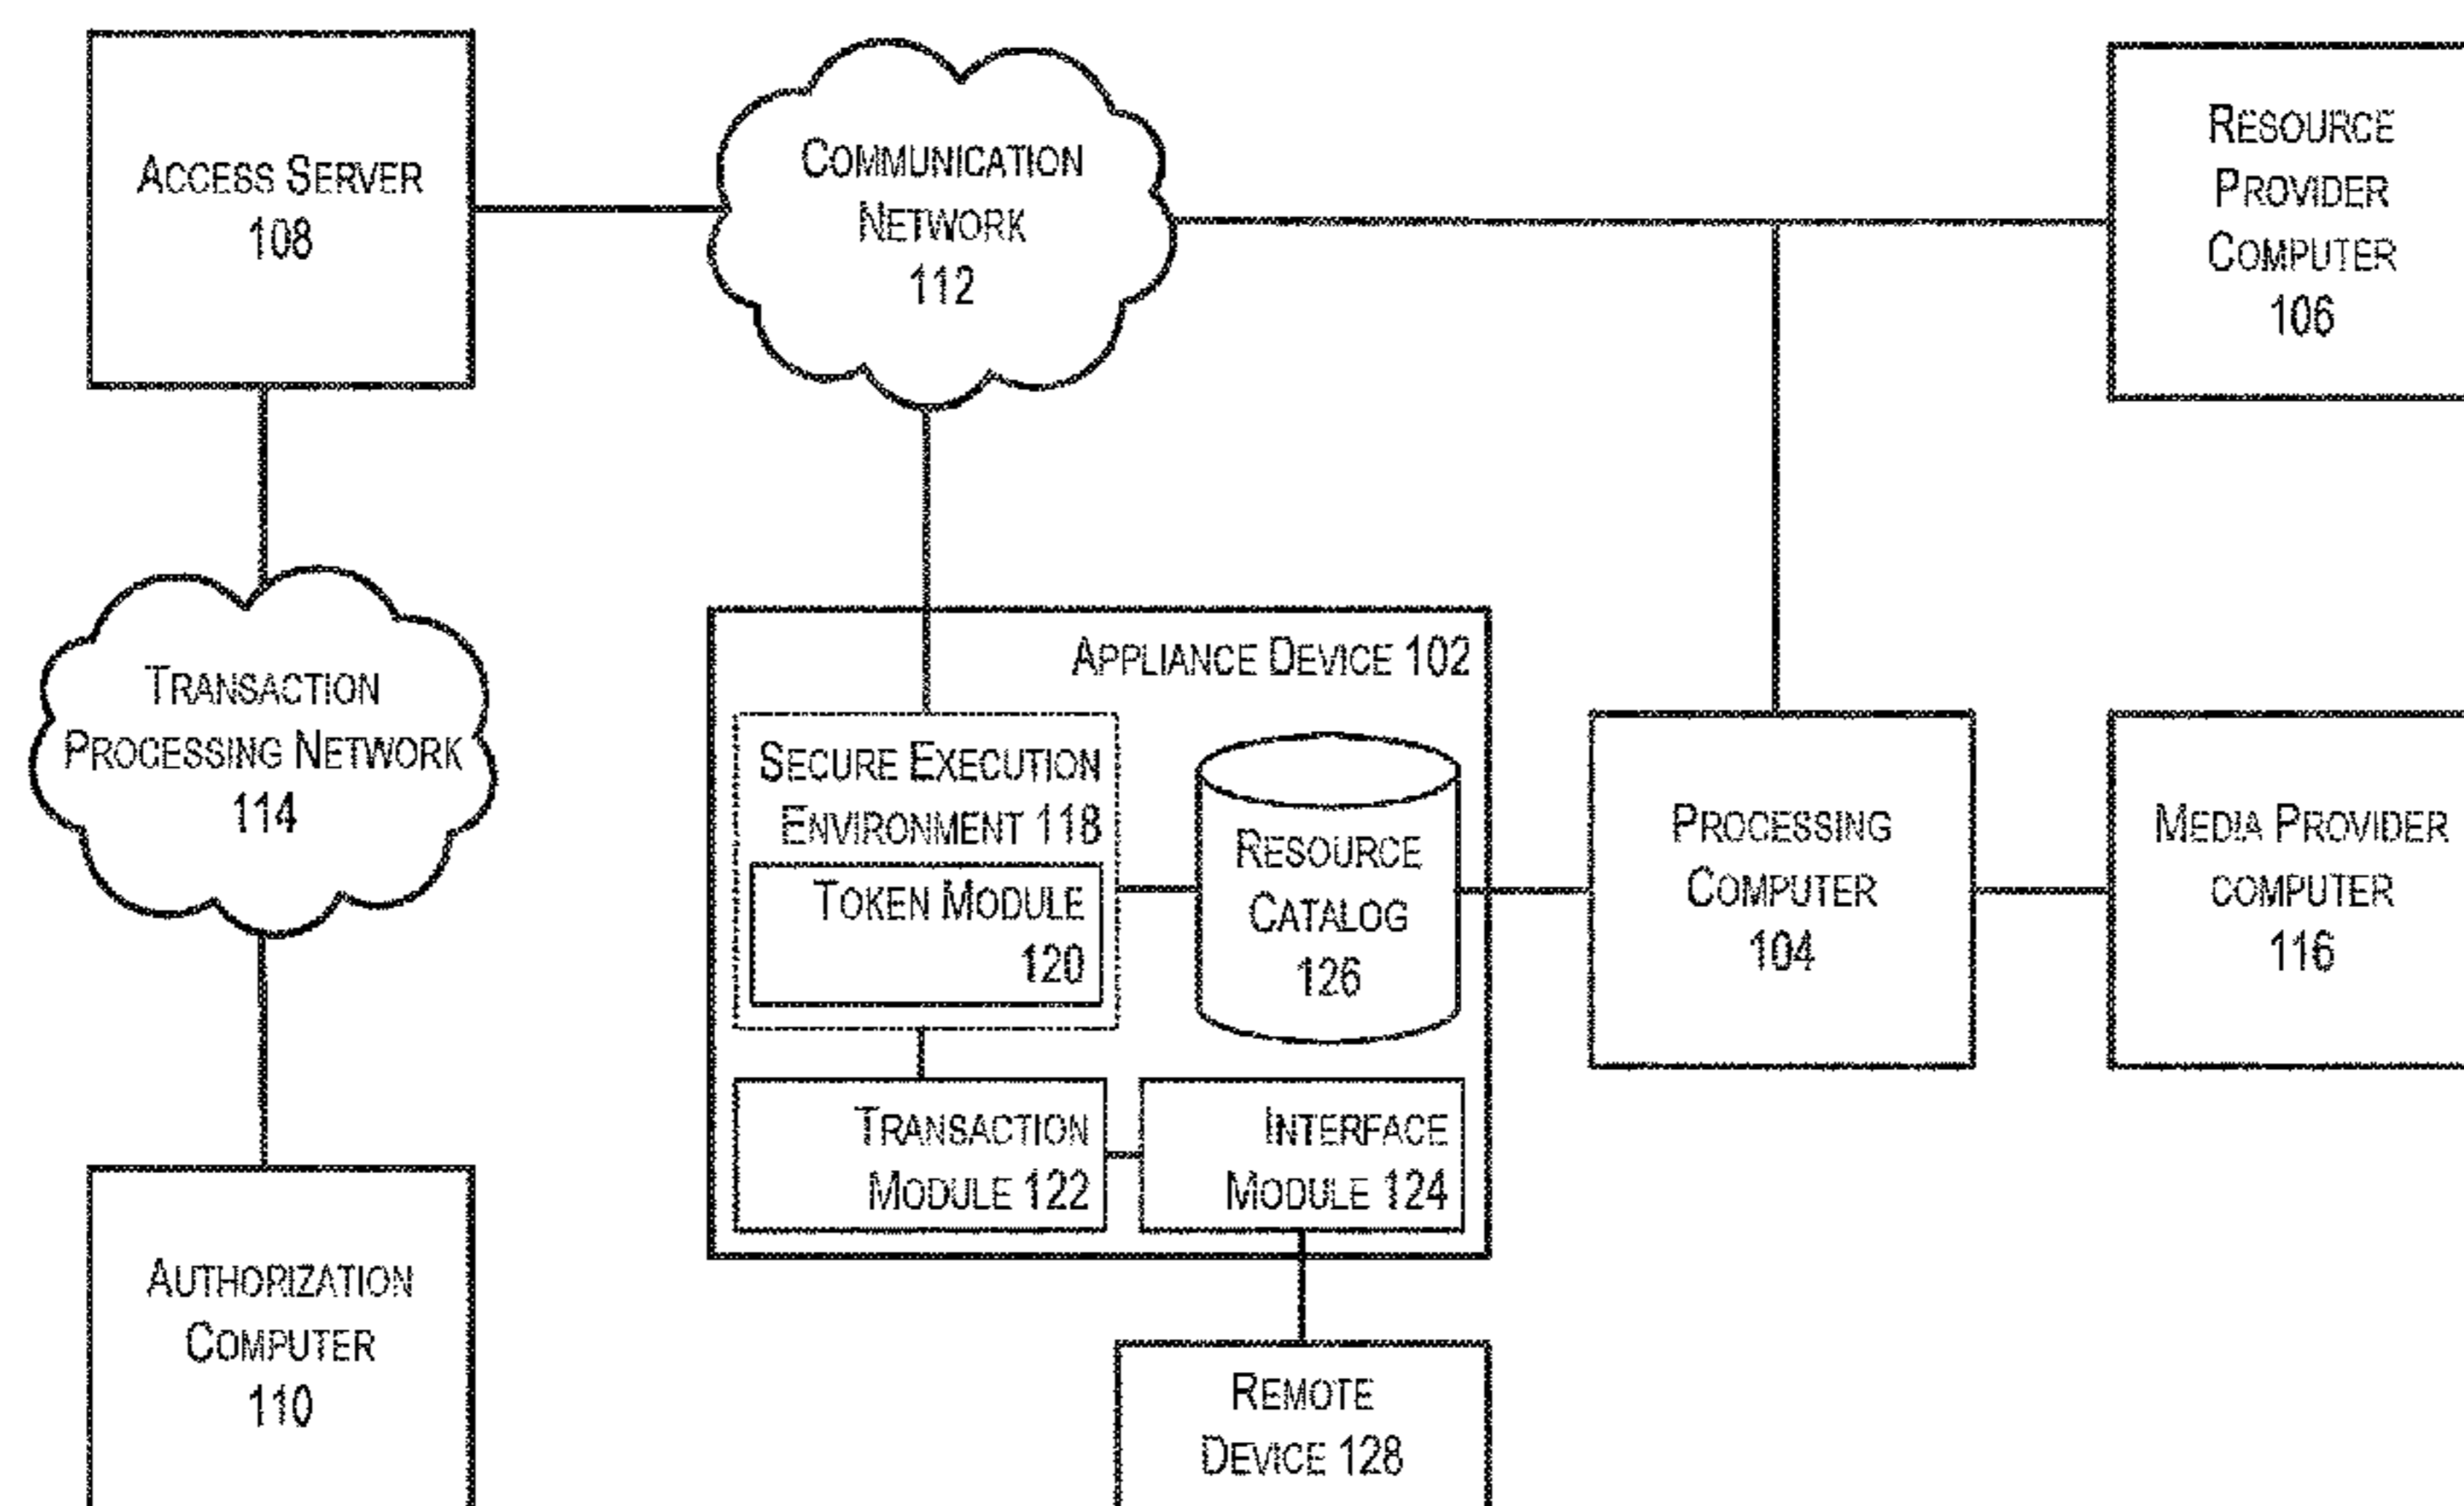 ACCESS SERVER
108
COMMUNICATION
NETWORK
112
RESOURCE
PROVIDER
COMPUTER
106
TRANSACTION
PROCESSING NETWORK
114
APPLIANCE DEVICE 102
SECURE EXECUTION
ENVIRONMENT 118
TOKEN MODULE
120
RESOURCE
CATALOG
126
PROCESSING
COMPUTER
104
MEDIA PROVIDER
COMPUTER
116
TRANSACTION
MODULE 122
INTERFACE
MODULE 124
AUTHORIZATION
COMPUTER
110
REMOTE
DEVICE 128